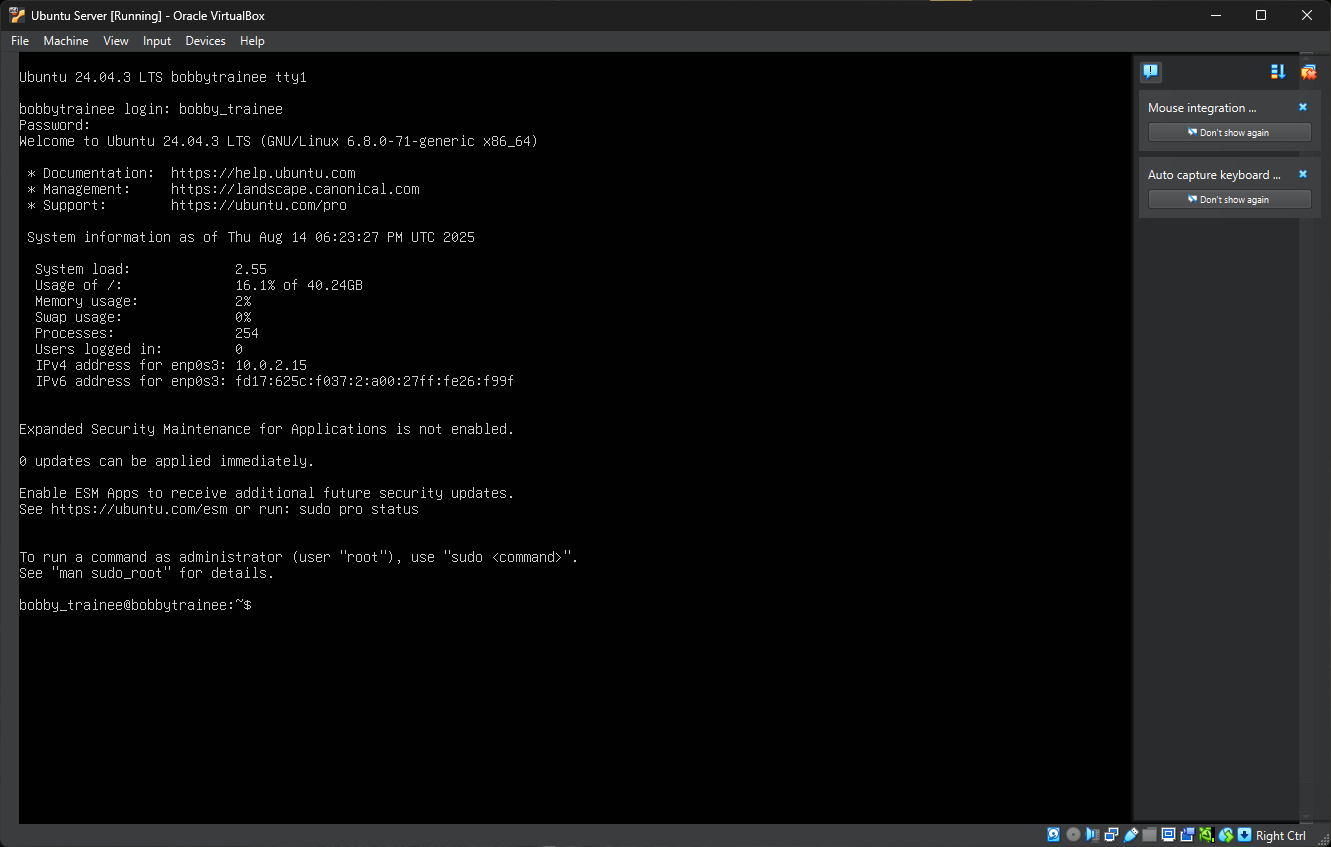 Ubuntu Server [Running] - Oracle VirtualBox
File Machine View Input Devices Help
Ubuntu 24.04.3 LTS bobbytrainee tty1
bobbytrainee login: bobby_trainee
Password:
Welcome to Ubuntu 24.04.3 LTS (GNU/Linux 6.8.0-71-generic x86_64)
* Documentation: https://help.ubuntu.com
* Management: https://landscape.canonical.com
* Support: https://ubuntu.com/pro
System information as of Thu Aug 14 06:23:27 PM UTC 2025
System load: 2.55
Usage of /: 16.1% of 40.24GB
Memory usage: 2%
Swap usage: 0%
Processes: 254
Users logged in: 0
IPv4 address for enp0s3: 10.0.2.15
IPv6 address for enp0s3: fd17:625c:f037:2:a00:27ff:fe26:f99f
Expanded Security Maintenance for Applications is not enabled.
0 updates can be applied immediately.
Enable ESM Apps to receive additional future security updates.
See https://ubuntu.com/esm or run: sudo pro status
To run a command as administrator (user "root"), use "sudo <command>".
See "man sudo_root" for details.
bobby_trainee@bobbytrainee:~$
Mouse integration ...
Don't show again
Auto capture keyboard ...
Don't show again
Right Ctrl